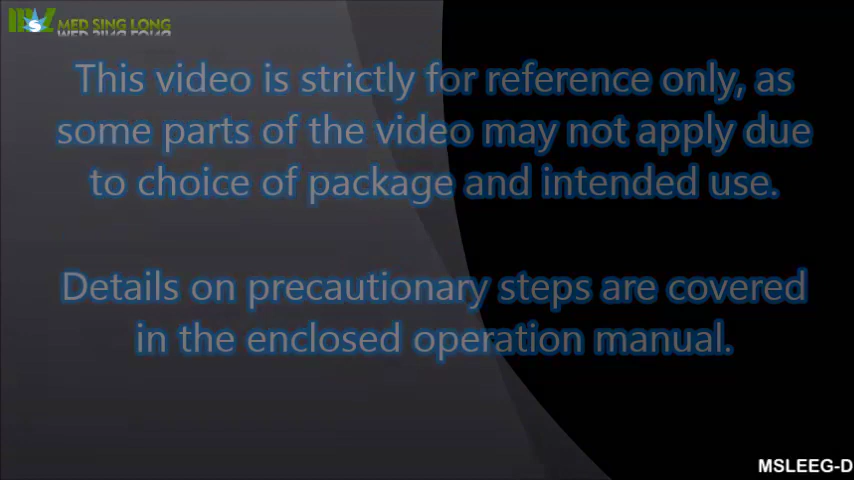 MSL MED SING LONG
This video is strictly for reference only, as
some parts of the video may not apply due
to choice of package and intended use.
Details on precautionary steps are covered
in the enclosed operation manual.
MSLEEG-D